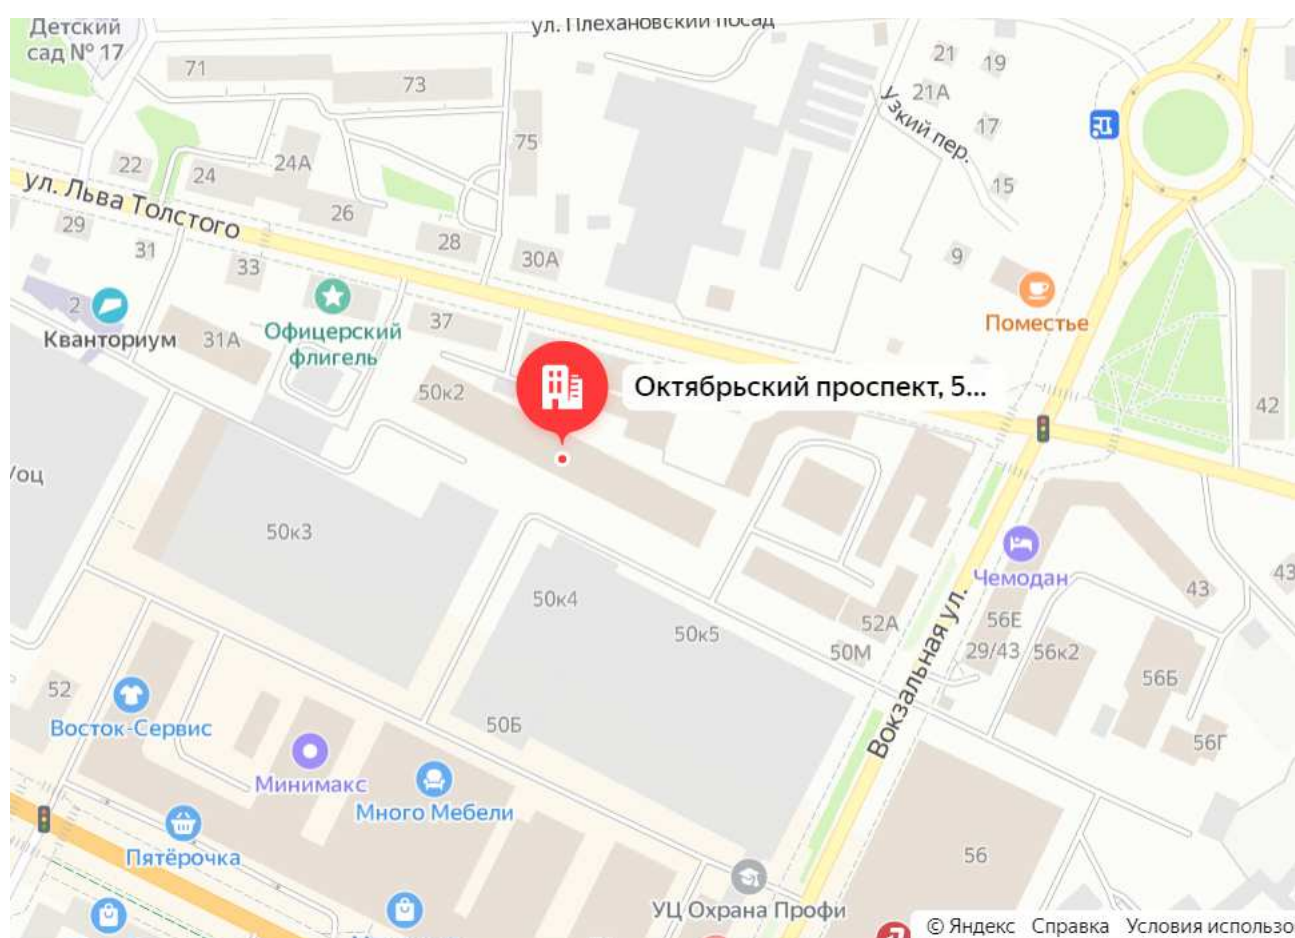 Детский
сад № 17
ул. Плехановский посад
71
73
21
19
21А
Узкий пер.
17
75
22
24
24А
15
ул. Льва Толстого
26
29
31
28
33
30А
9
2
Кванториум
31А
Офицерский
флигель
37
Поместье
50к2
Октябрьский проспект, 5...
42
50к3
50к4
50к5
Чемодан
43
43
52А
50М
56Е
29/43
56к2
56Б
52
Восток-Сервис
50Б
Вокзальная ул.
56Г
Минимакс
Много Мебели
Пятёрочка
56
УЦ Охрана Профи
© Яндекс Справка Условия использо